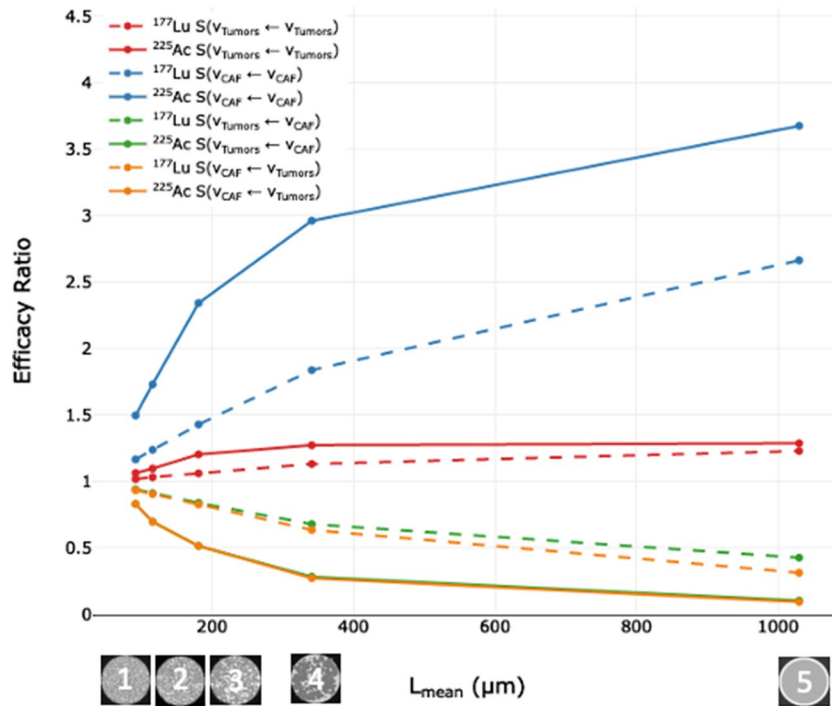 4.5
¹⁷⁷Lu S(vTumors ← vTumors)
²²⁵Ac S(vTumors ← vTumors)
¹⁷⁷Lu S(vCAF ← vCAF)
²²⁵Ac S(vCAF ← vCAF)
¹⁷⁷Lu S(vTumors ← vCAF)
²²⁵Ac S(vTumors ← vCAF)
¹⁷⁷Lu S(vCAF ← vTumors)
²²⁵Ac S(vCAF ← vTumors)
4
3.5
3
2.5
2
1.5
1
0.5
0
Efficacy Ratio
200 400 600 800 1000
1 2 3 4 5
Lmean (μm)